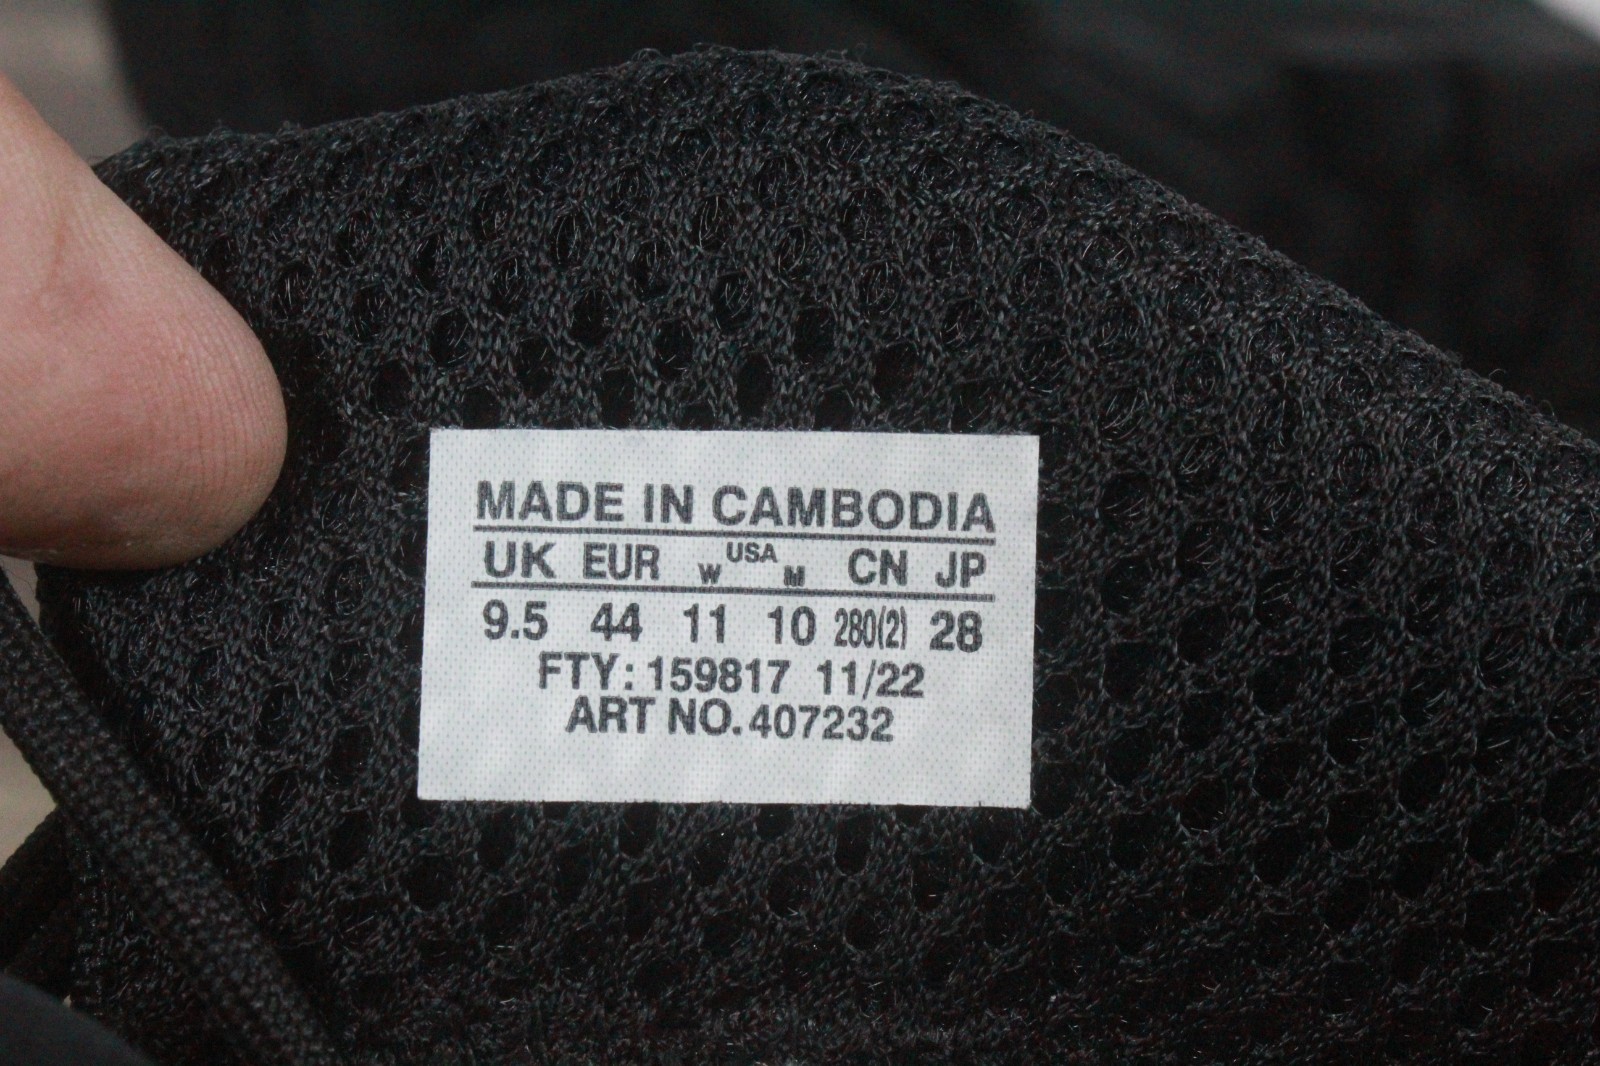 MADE IN CAMBODIA
UK EUR W USA M CN JP
9.5 44 11 10 280(2) 28
FTY: 159817 11/22
ART NO. 407232